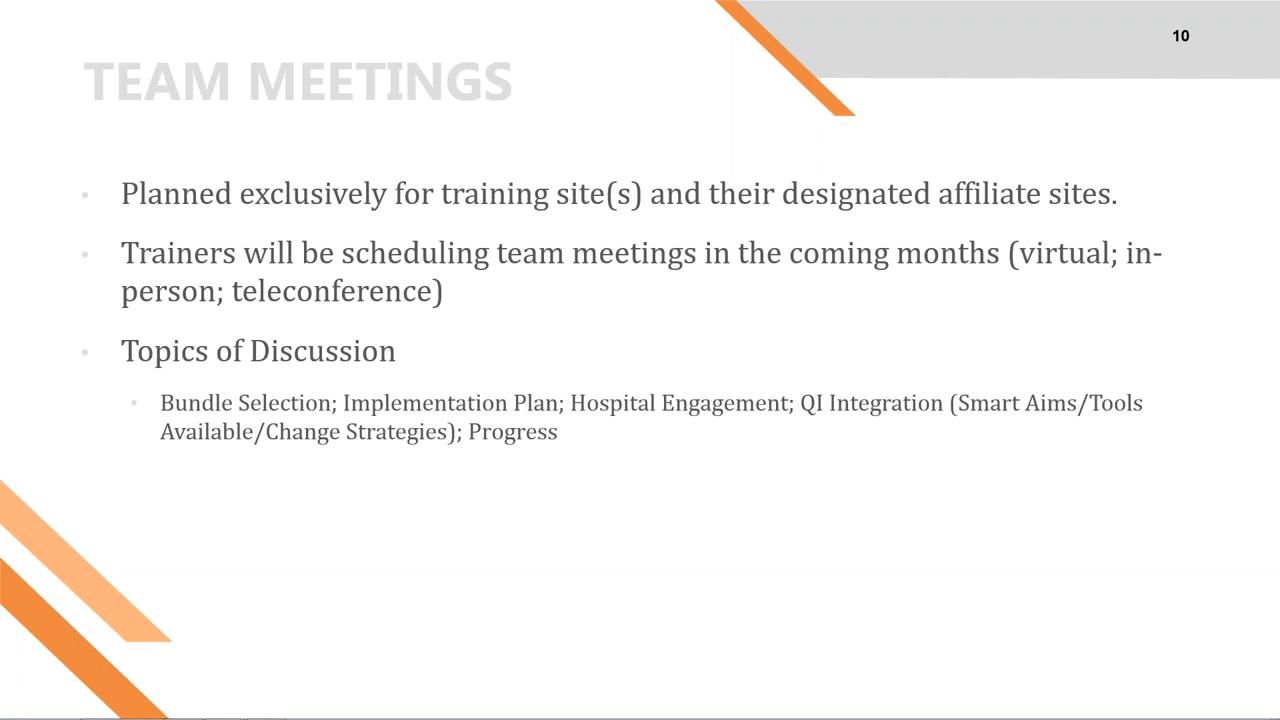 10
TEAM MEETINGS
• Planned exclusively for training site(s) and their designated affiliate sites.
• Trainers will be scheduling team meetings in the coming months (virtual; in-
person; teleconference)
• Topics of Discussion
• Bundle Selection; Implementation Plan; Hospital Engagement; QI Integration (Smart Aims/Tools
Available/Change Strategies); Progress